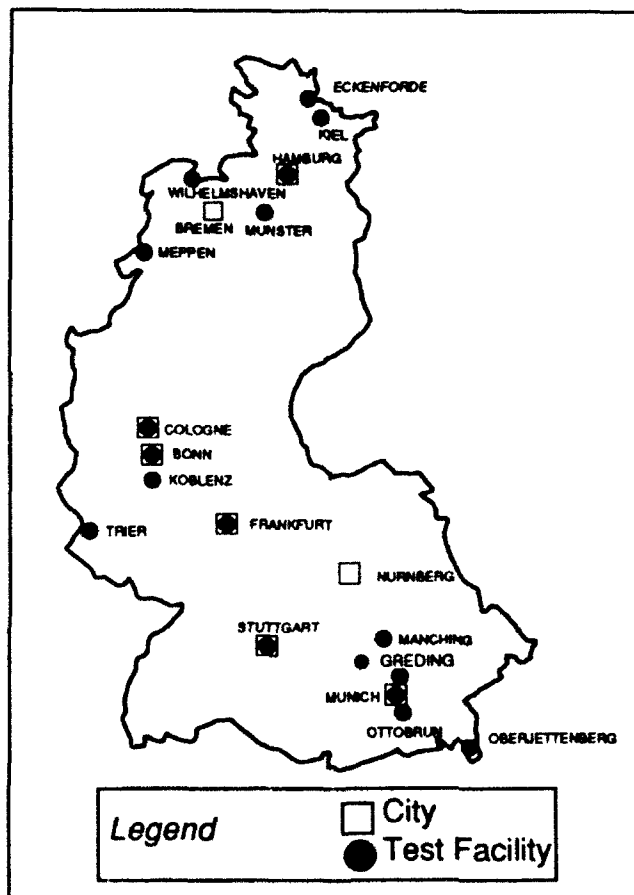 ECKENFORDE
KIEL
HAMBURG
WILHELMSHAVEN
BREMEN
MUNSTER
MEPPEN
COLOGNE
BONN
KOBLENZ
FRANKFURT
TRIER
NURNBERG
STUTTGART
MANCHING
GREDING
MUNICH
OTTOBRUN
OBERJETTENBERG
Legend
City
Test Facility